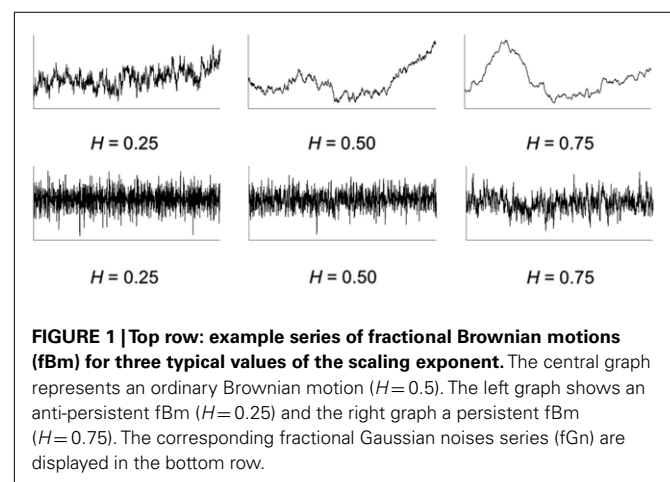 H = 0.25 H = 0.50 H = 0.75
H = 0.25 H = 0.50 H = 0.75
FIGURE 1 | Top row: example series of fractional Brownian motions
(fBm) for three typical values of the scaling exponent. The central graph
represents an ordinary Brownian motion (H = 0.5). The left graph shows an
anti-persistent fBm (H = 0.25) and the right graph a persistent fBm
(H = 0.75). The corresponding fractional Gaussian noises series (fGn) are
displayed in the bottom row.